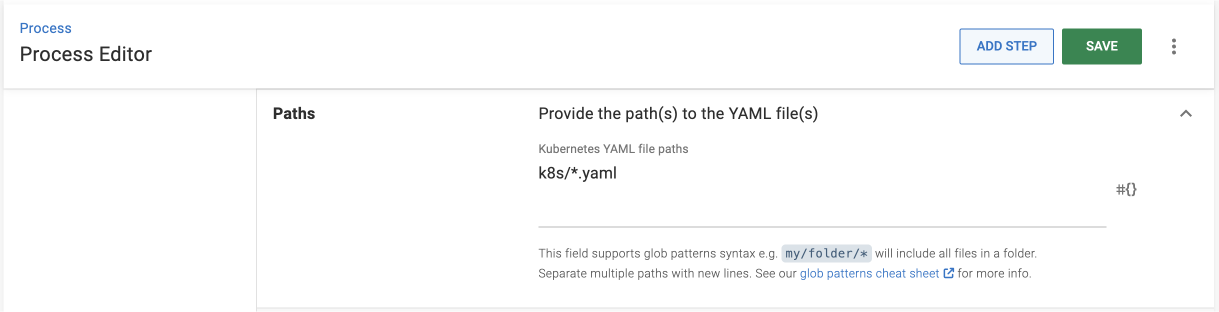 Process
Process Editor
ADD STEP
SAVE
Paths
Provide the path(s) to the YAML file(s)
Kubernetes YAML file paths
k8s/*.yaml
#{}
This field supports glob patterns syntax e.g. my/folder/* will include all files in a folder.
Separate multiple paths with new lines. See our glob patterns cheat sheet for more info.